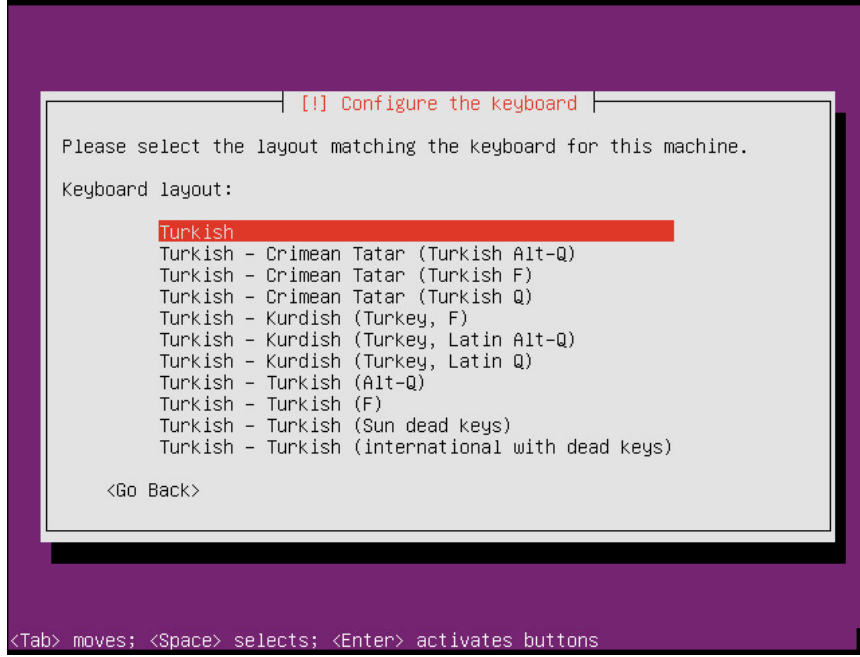 [!] Configure the keyboard
Please select the layout matching the keyboard for this machine.
Keyboard layout:
Turkish
Turkish - Crimean Tatar (Turkish Alt-Q)
Turkish - Crimean Tatar (Turkish F)
Turkish - Crimean Tatar (Turkish Q)
Turkish - Kurdish (Turkey, F)
Turkish - Kurdish (Turkey, Latin Alt-Q)
Turkish - Kurdish (Turkey, Latin Q)
Turkish - Turkish (Alt-Q)
Turkish - Turkish (F)
Turkish - Turkish (Sun dead keys)
Turkish - Turkish (international with dead keys)
<Go Back>
<Tab> moves; <Space> selects; <Enter> activates buttons